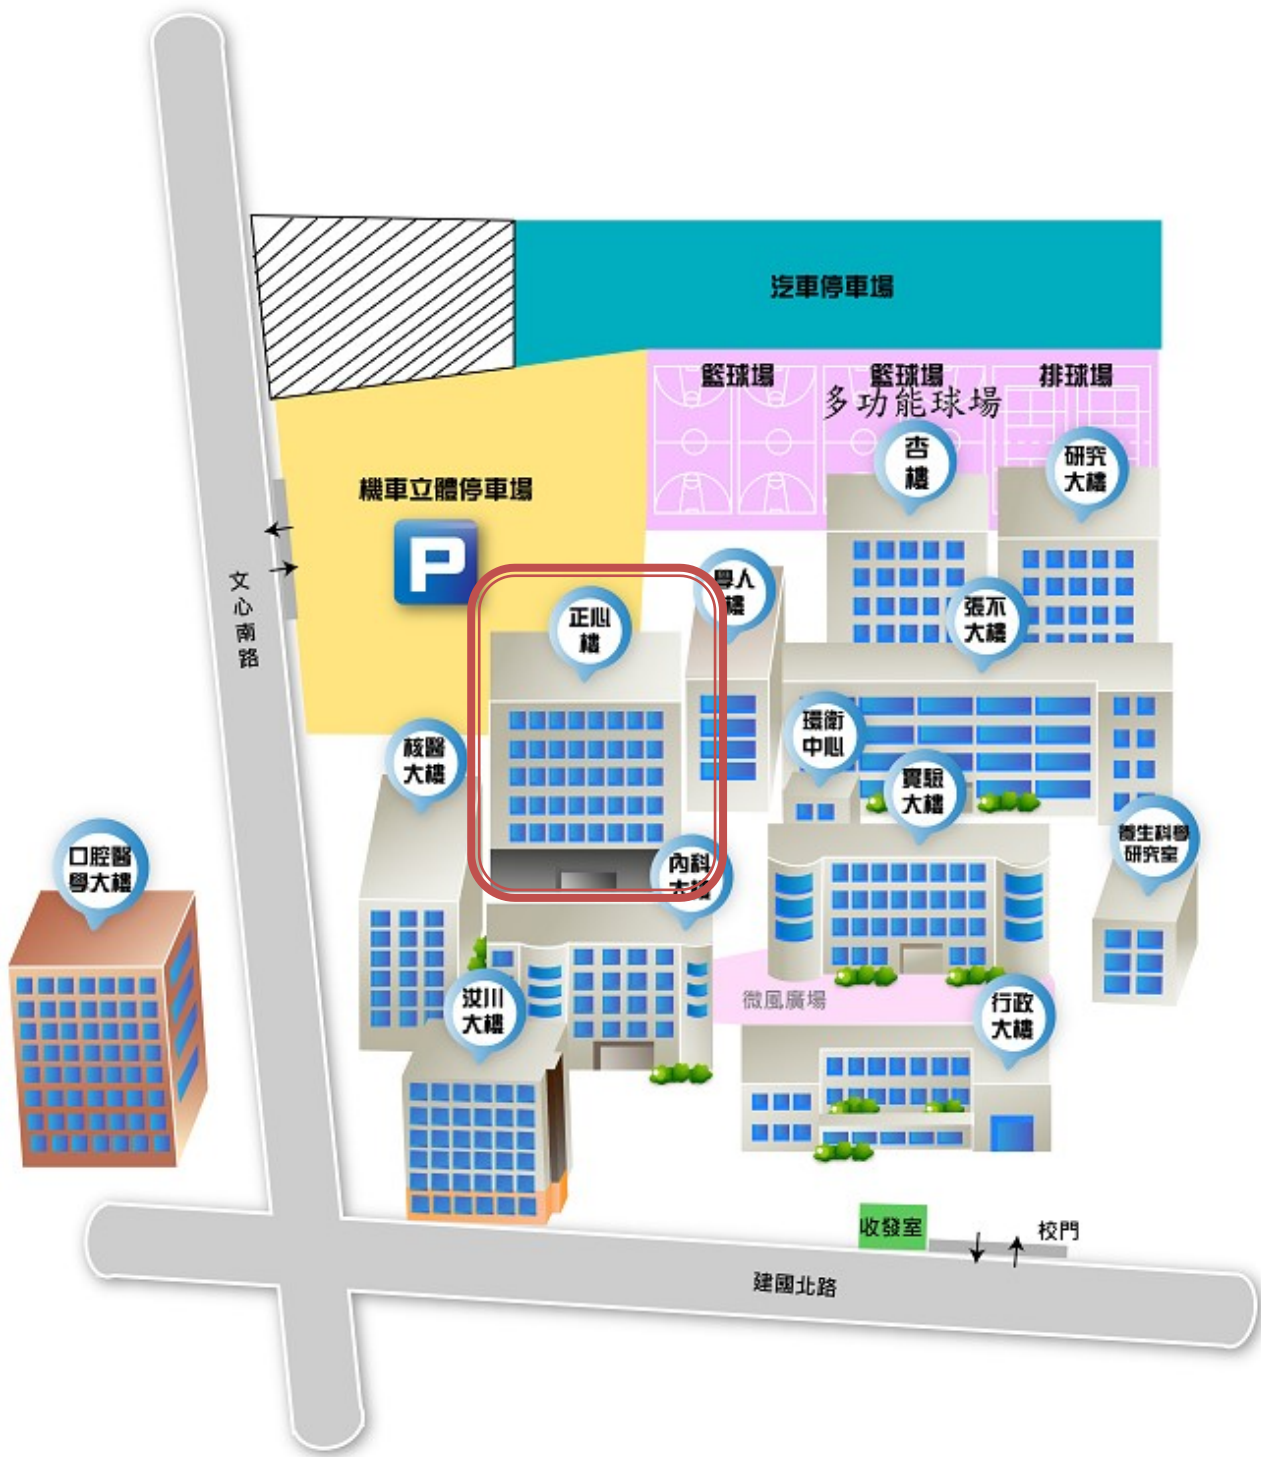 汽車停車場
籃球場
籃球場
排球場
多功能球場
杏
樓
研究
大樓
機車立體停車場
P
文心南路
正心
樓
學人
樓
張不
大樓
環衛
中心
核醫
大樓
實驗
大樓
養生科學
研究室
口腔醫
學大樓
內科
大樓
汝川
大樓
微風廣場
行政
大樓
收發室
校門
建國北路